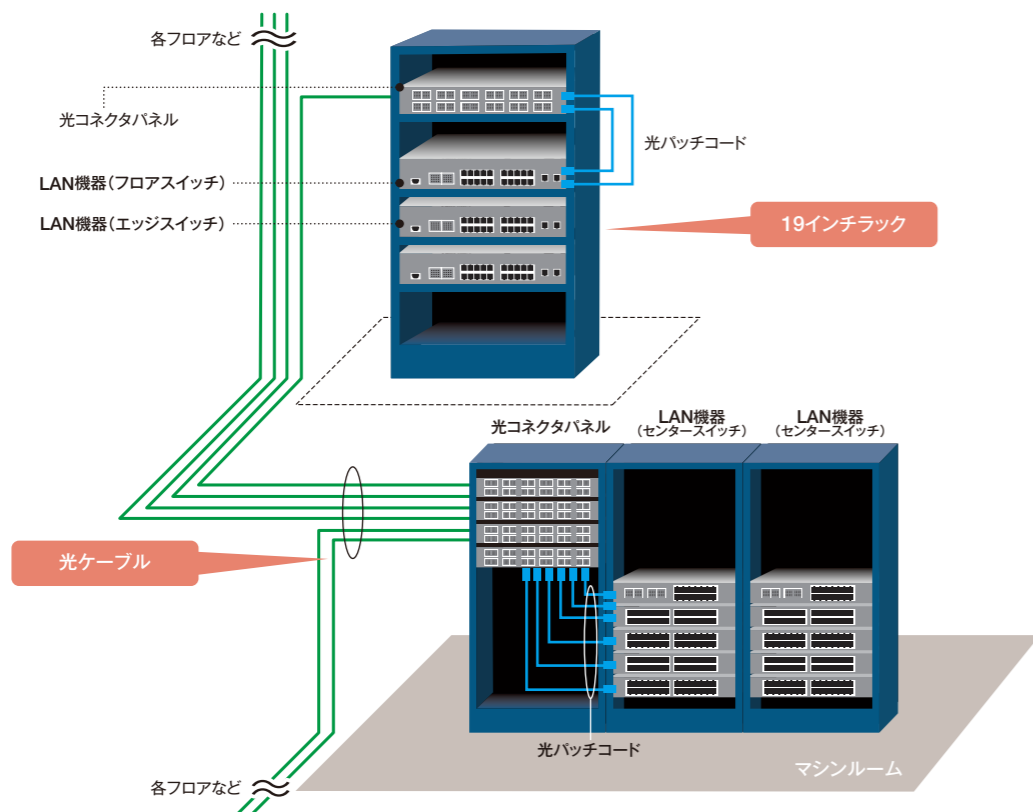 各フロアなど
光コネクタパネル
光パッチコード
LAN機器(フロアスイッチ)
LAN機器(エッジスイッチ)
19インチラック
光コネクタパネル
LAN機器
(センタースイッチ)
LAN機器
(センタースイッチ)
光ケーブル
光パッチコード
マシンルーム
各フロアなど